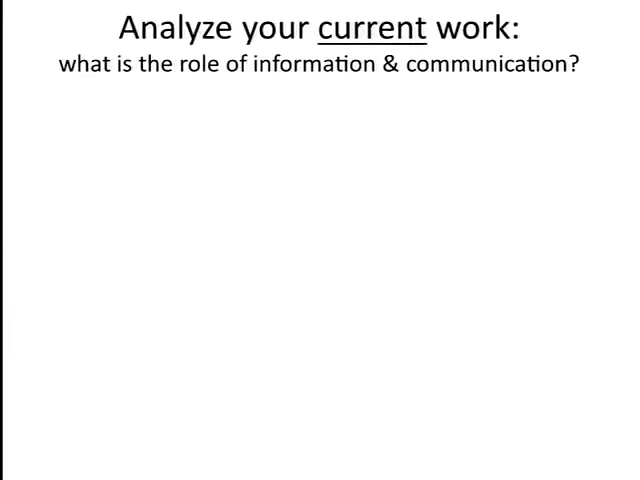 Analyze your current work:
what is the role of information & communication?